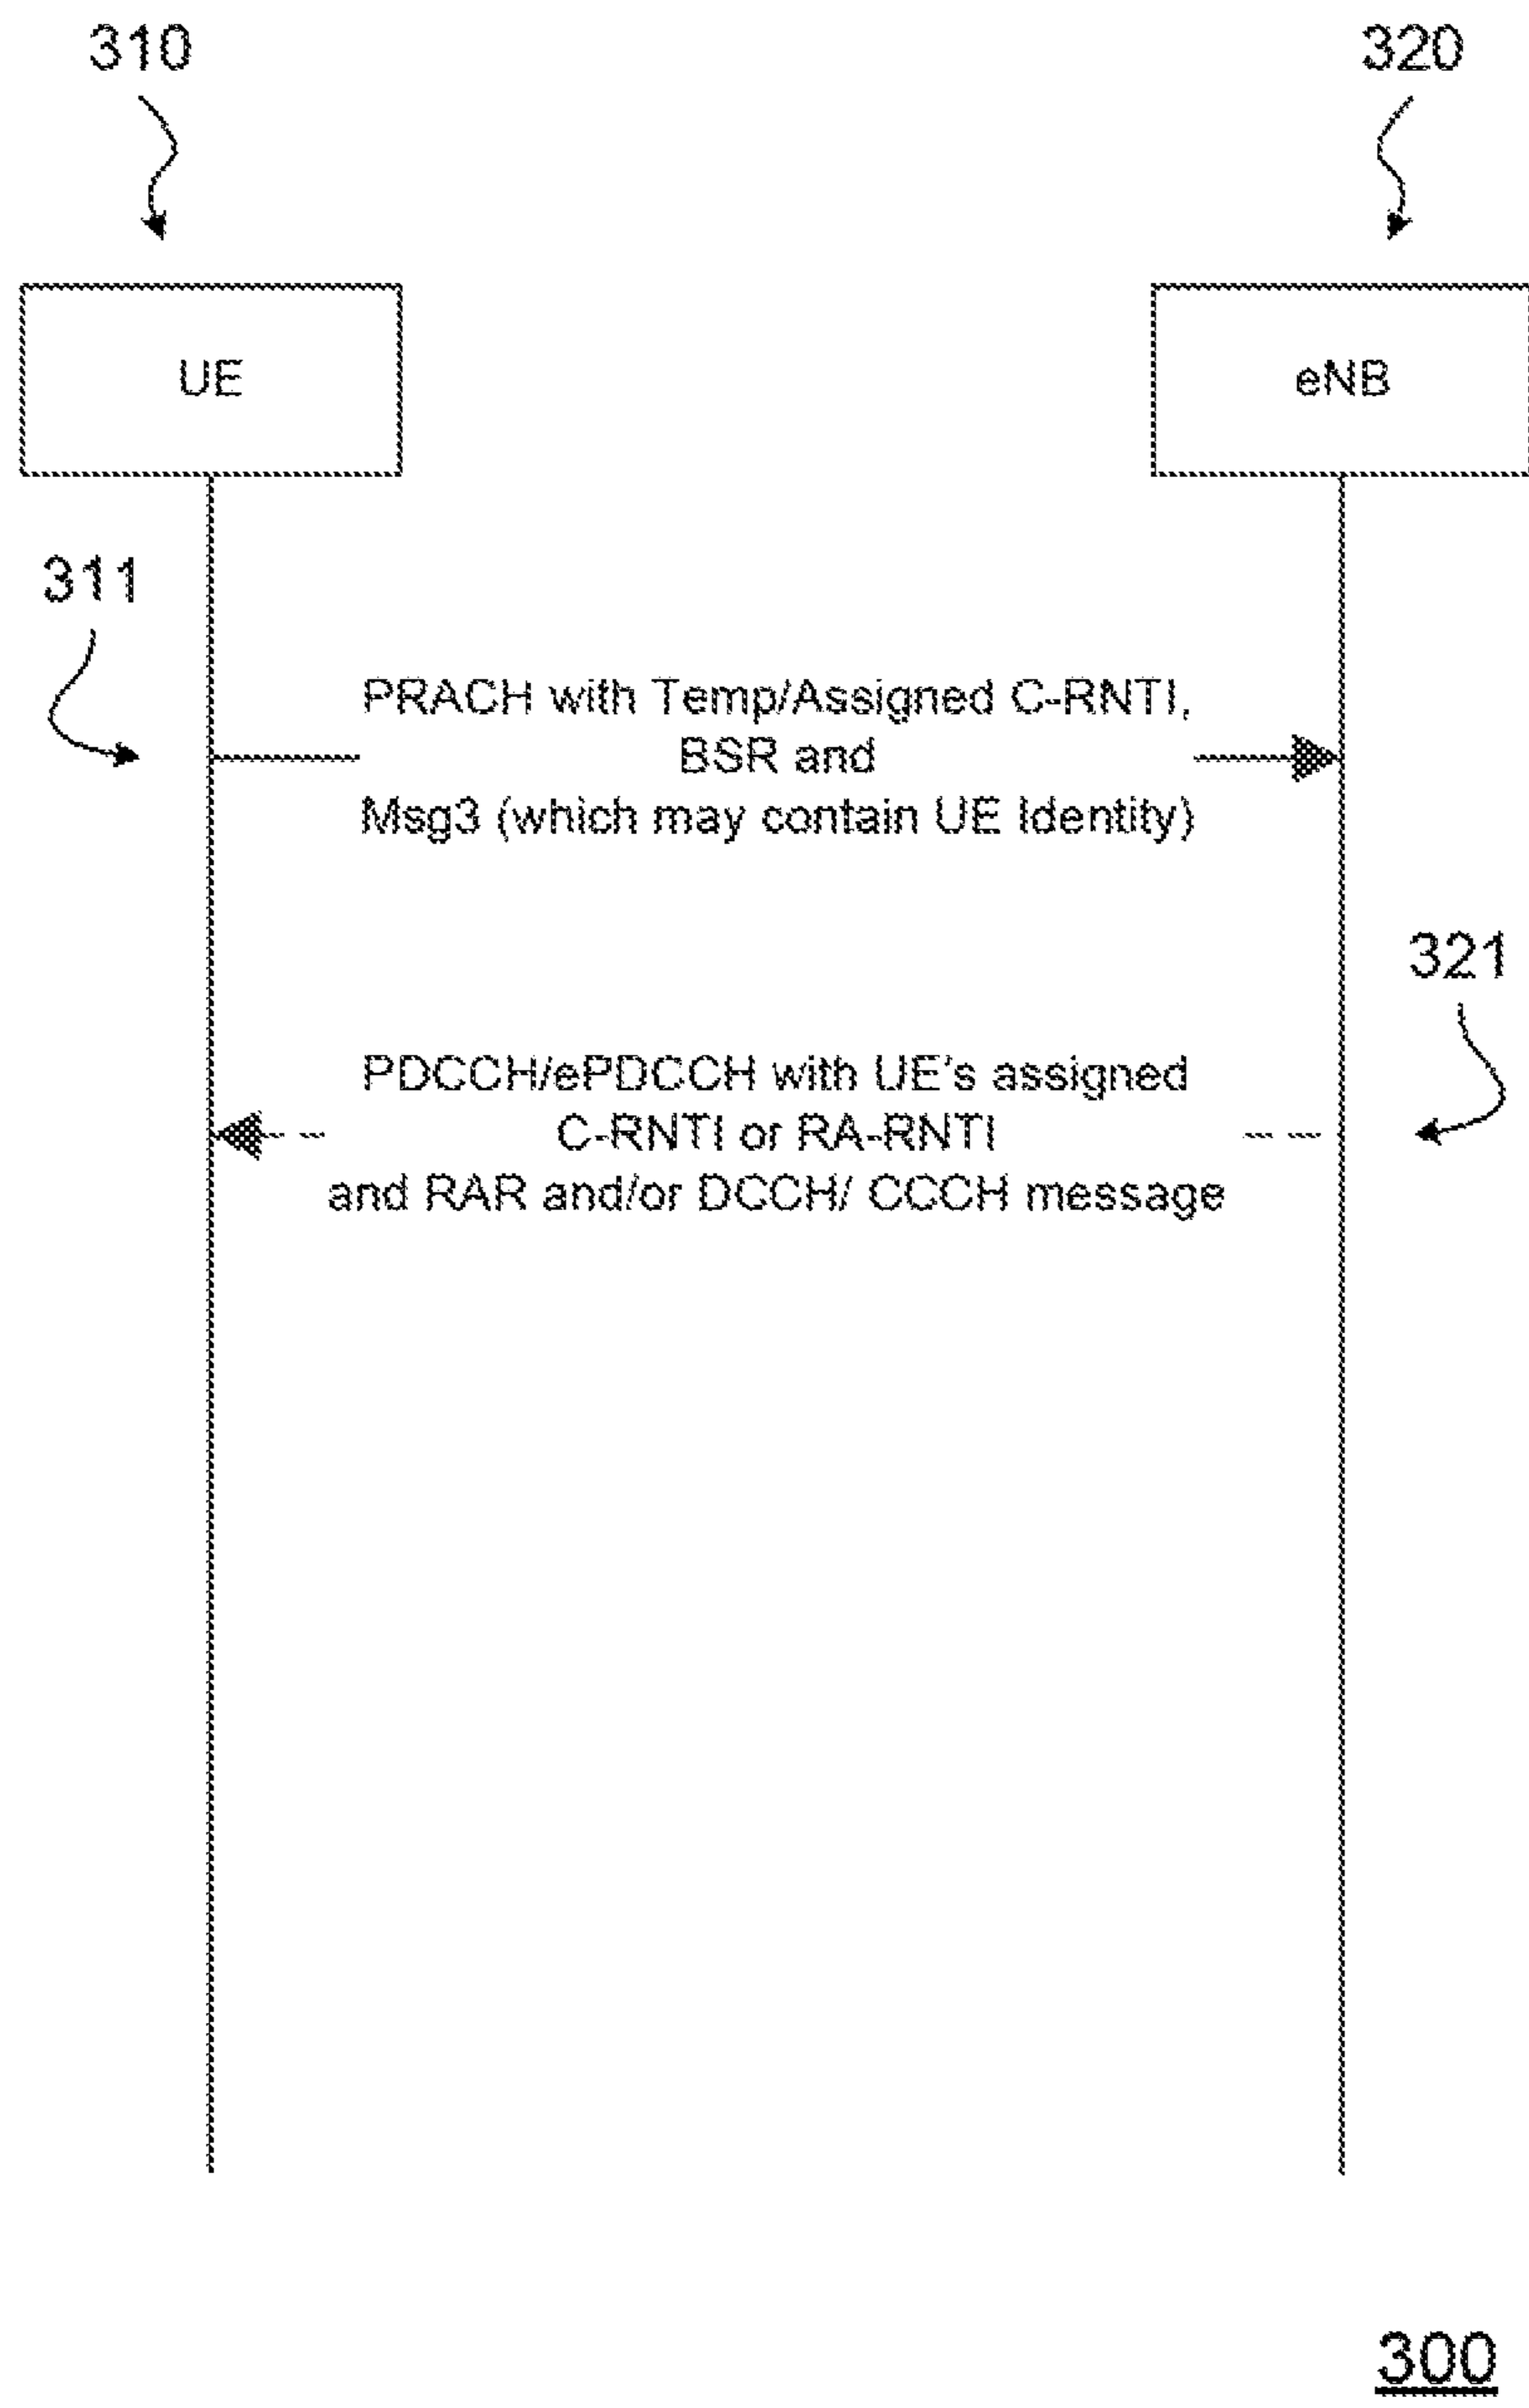 310
320
UE
eNB
311
PRACH with Temp/Assigned C-RNTI,
BSR and
Msg3 (which may contain UE Identity)
321
PDCCH/ePDCCH with UE's assigned
C-RNTI or RA-RNTI
and RAR and/or DCCH/ CCCH message
300